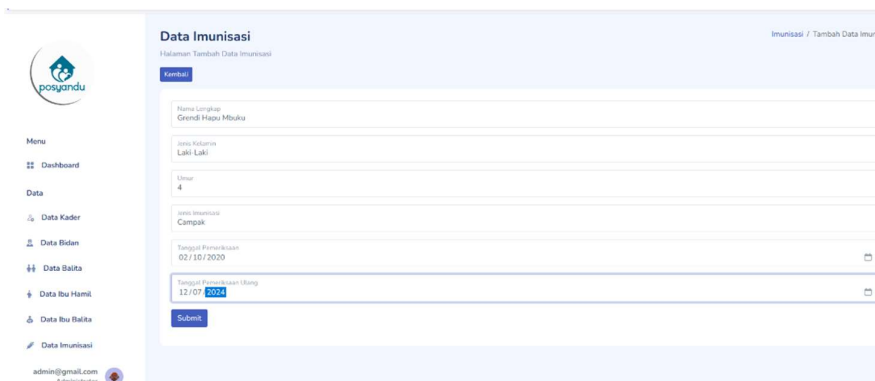 posyandu
Menu
Dashboard
Data
Data Kader
Data Bidan
Data Balita
Data Ibu Hamil
Data Ibu Balita
Data Imunisasi
admin@gmail.com
Administrator
Data Imunisasi
Imunisasi / Tambah Data Imun
Halaman Tambah Data Imunisasi
Kembali
Nama Lengkap
Grendi Hapu Mbuku
Jenis Kelamin
Laki-Laki
Umur
4
Jenis Imunisasi
Campak
Tanggal Pemeriksaan
02/10/2020
Tanggal Pemeriksaan Ulang
12/07/2024
Submit